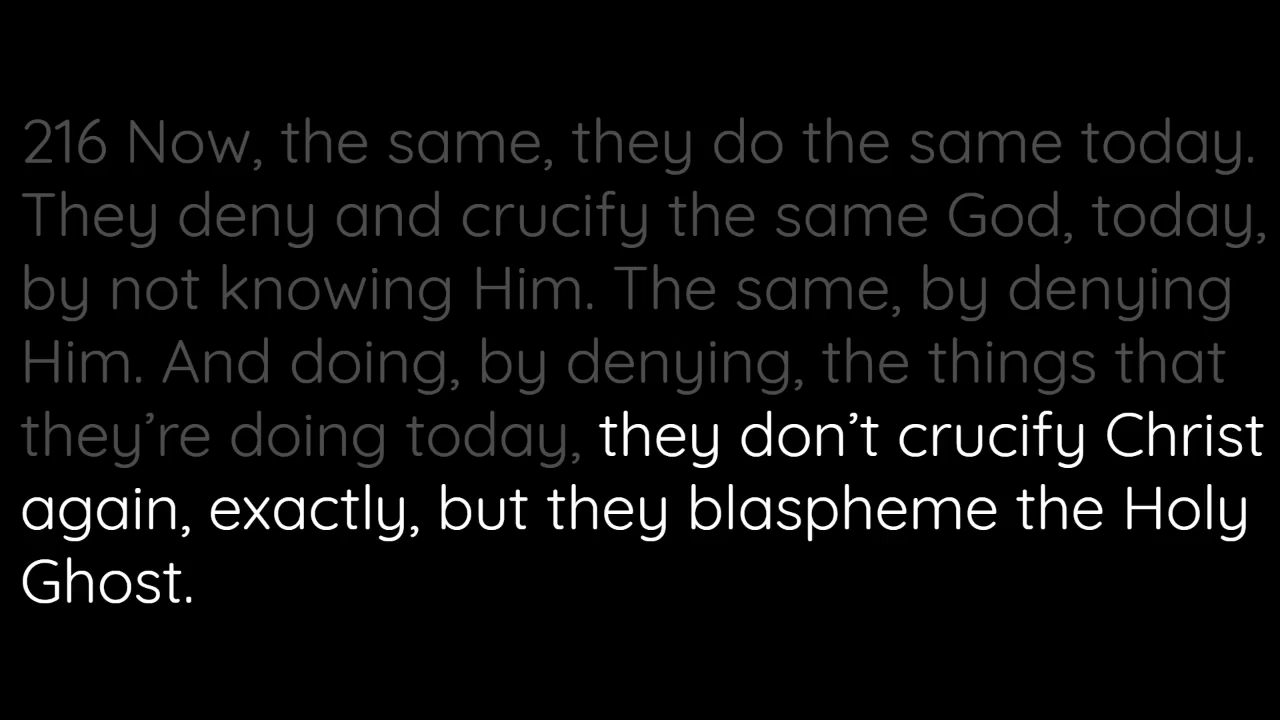 216 Now, the same, they do the same today.
They deny and crucify the same God, today,
by not knowing Him. The same, by denying
Him. And doing, by denying, the things that
they’re doing today, they don’t crucify Christ
again, exactly, but they blaspheme the Holy
Ghost.